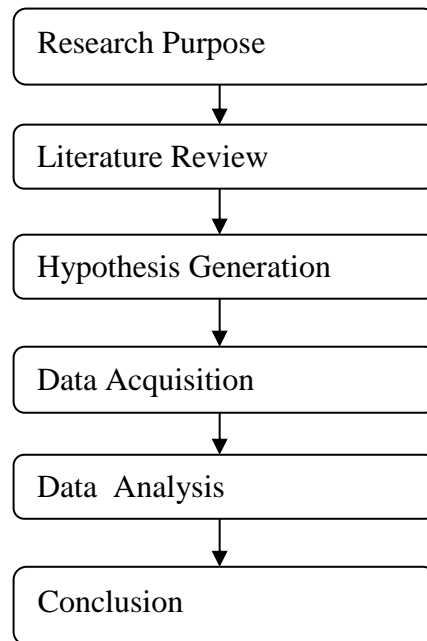 Research Purpose
Literature Review
Hypothesis Generation
Data Acquisition
Data  Analysis
Conclusion